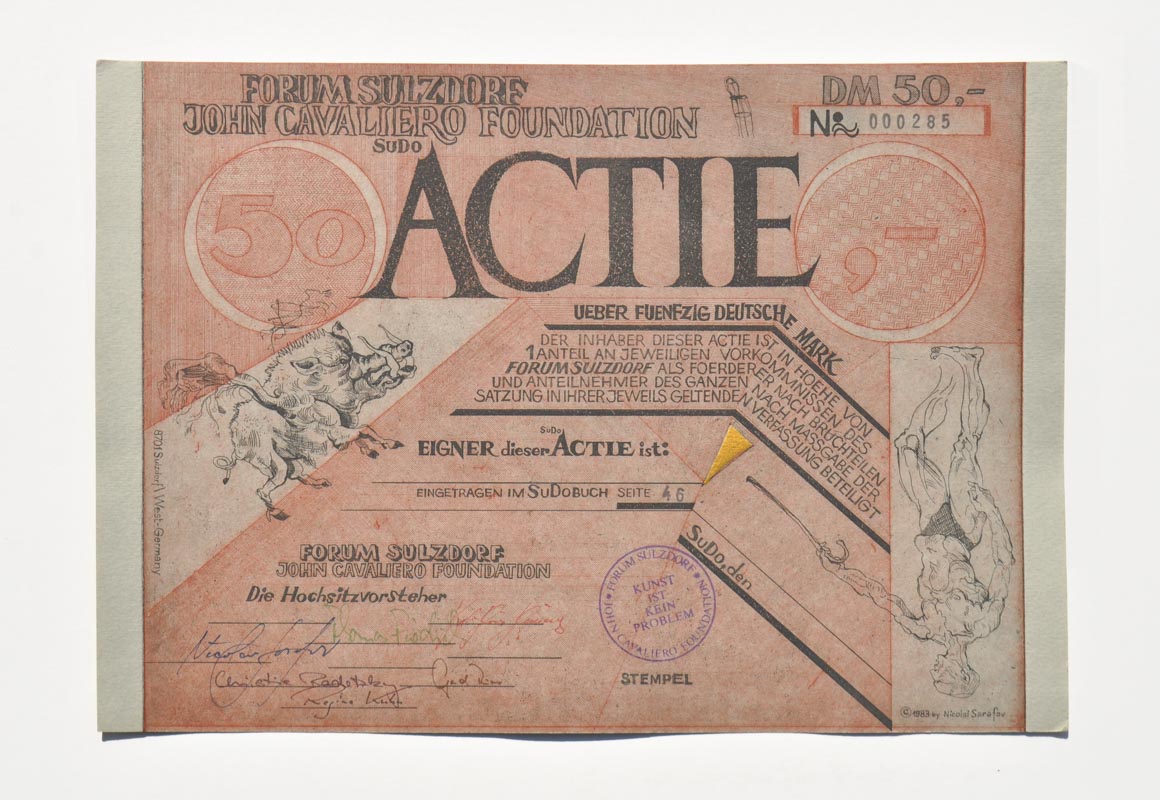 FORUM SULZDORF
JOHN CAVALIERO FOUNDATION
DM 50,-
No 000285
SuDo
ACTIE
50
,-
UEBER FUENFZIG DEUTSCHE MARK
DER INHABER DIESER ACTIE IST IN HOEHE VON
1 ANTEIL AN JEWEILIGEN VORKOMMNISSEN DES
FORUM SULZDORF ALS FOERDERER NACH BRUCHTEILEN
UND ANTEILNEHMER DES GANZEN NACH MASSGABE DER
SATZUNG IN IHRER JEWEILS GELTENDEN VERFASSUNG BETEILIGT
SuDo
EIGNER dieser ACTIE ist:
EINGETRAGEN IM SuDoBUCH SEITE 46
8701 Sulzdorf\West-Germany
SuDo, den
FORUM SULZDORF
JOHN CAVALIERO FOUNDATION
Die Hochsitzvorsteher
FORUM SULZDORF
KUNST
IST
KEIN
PROBLEM
JOHN CAVALIERO FOUNDATION
STEMPEL
Regina Kuhn
©1983 by Nicolai Sarafov